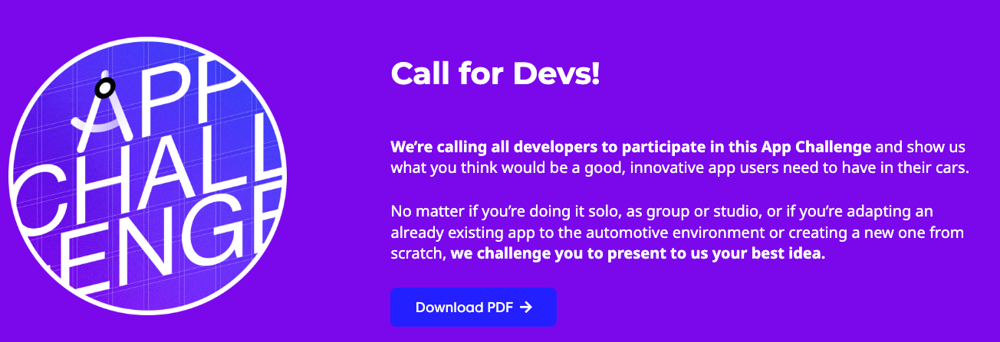 APP
CHALL
ENGE
Call for Devs!
We’re calling all developers to participate in this App Challenge and show us
what you think would be a good, innovative app users need to have in their cars.
No matter if you’re doing it solo, as group or studio, or if you’re adapting an
already existing app to the automotive environment or creating a new one from
scratch, we challenge you to present to us your best idea.
Download PDF →